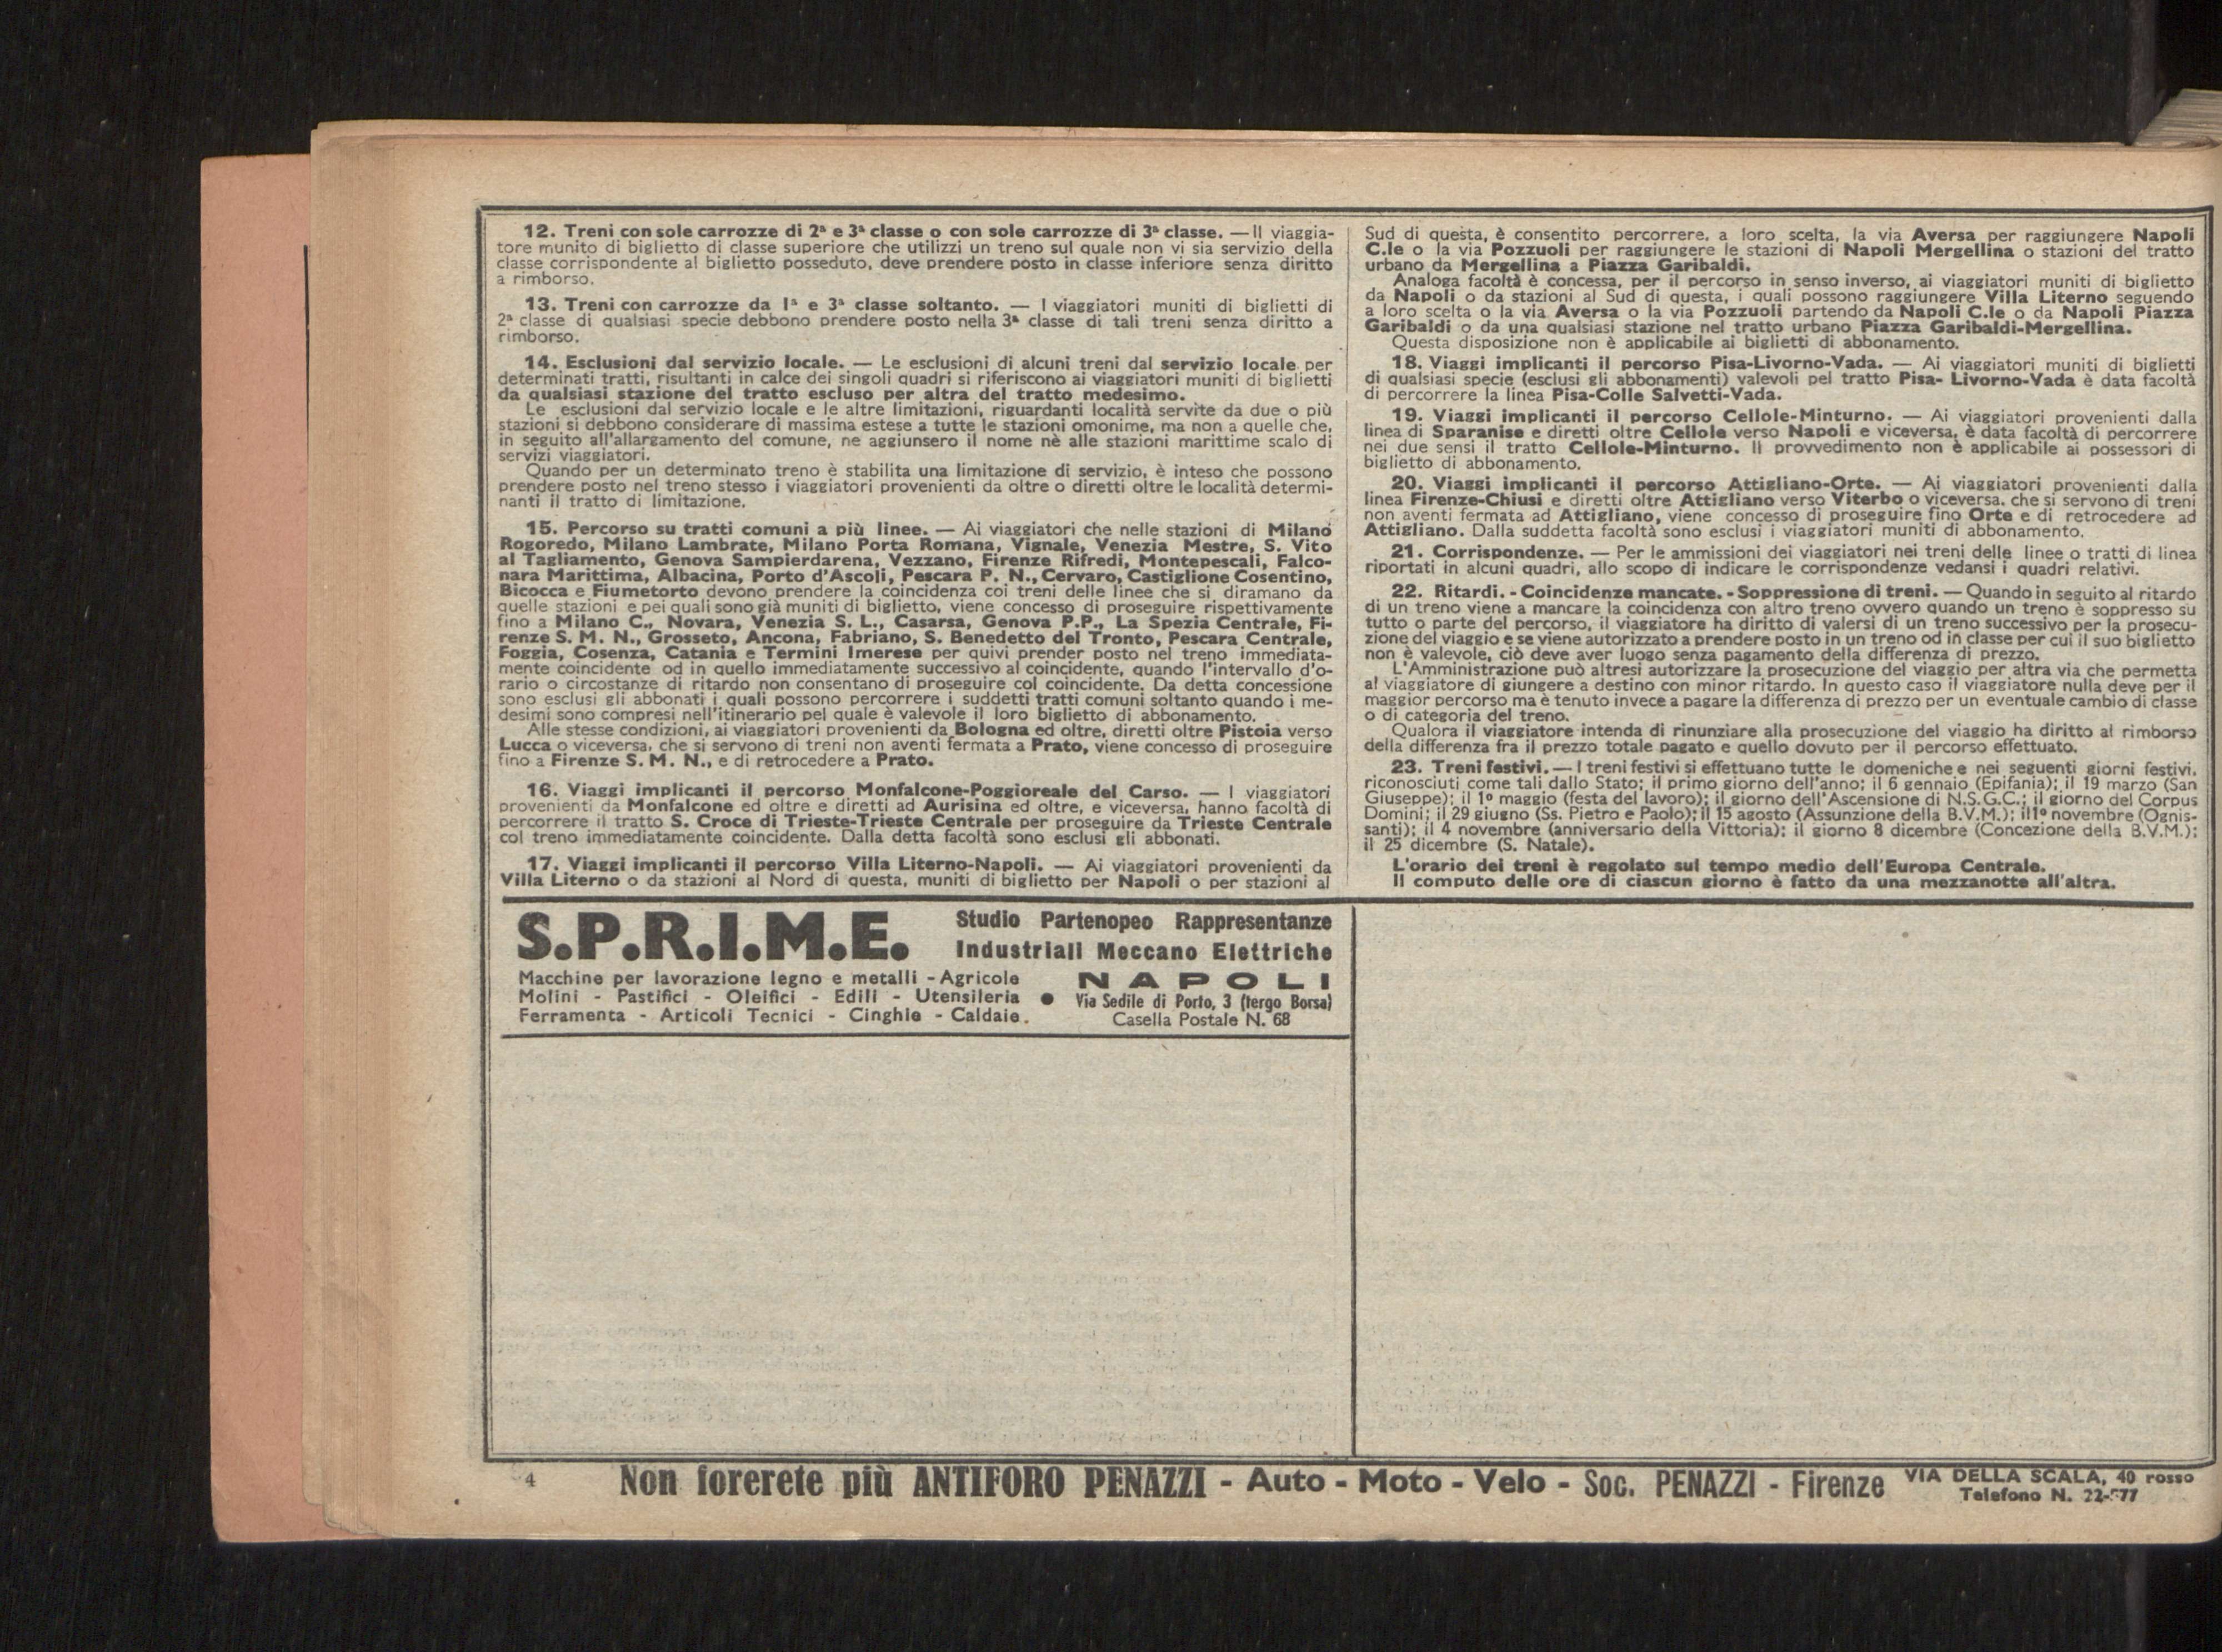 12. Treni con sole carrozze di 2ª e 3ª classe o con sole carrozze di 3ª classe. — Il viaggia-
tore munito di biglietto di classe superiore che utilizzi un treno sul quale non vi sia servizio della
classe corrispondente al biglietto posseduto, deve prendere posto in classe inferiore senza diritto
a rimborso.
13. Treni con carrozze da 1ª e 3ª classe soltanto. — I viaggiatori muniti di biglietti di
2ª classe di qualsiasi specie debbono prendere posto nella 3ª classe di tali treni senza diritto a
rimborso.
14. Esclusioni dal servizio locale. — Le esclusioni di alcuni treni dal servizio locale per
determinati tratti, risultanti in calce dei singoli quadri si riferiscono ai viaggiatori muniti di biglietti
da qualsiasi stazione del tratto escluso per altra del tratto medesimo.
Le esclusioni dal servizio locale e le altre limitazioni, riguardanti località servite da due o più
stazioni si debbono considerare di massima estese a tutte le stazioni omonime, ma non a quelle che,
in seguito all'allargamento del comune, ne aggiunsero il nome nè alle stazioni marittime scalo di
servizi viaggiatori.
Quando per un determinato treno è stabilita una limitazione di servizio, è inteso che possono
prendere posto nel treno stesso i viaggiatori provenienti da oltre o diretti oltre le località determi-
nanti il tratto di limitazione.
15. Percorso su tratti comuni a più linee. — Ai viaggiatori che nelle stazioni di Milano
Rogoredo, Milano Lambrate, Milano Porta Romana, Vignale, Venezia Mestre, S. Vito
al Tagliamento, Genova Sampierdarena, Vezzano, Firenze Rifredi, Montepescali, Falco-
nara Marittima, Albacina, Porto d'Ascoli, Pescara P. N., Cervaro, Castiglione Cosentino,
Bicocca e Fiumetorto devono prendere la coincidenza coi treni delle linee che si diramano da
quelle stazioni e pei quali sono già muniti di biglietto, viene concesso di proseguire rispettivamente
fino a Milano C., Novara, Venezia S. L., Casarsa, Genova P.P., La Spezia Centrale, Fi-
renze S. M. N., Grosseto, Ancona, Fabriano, S. Benedetto del Tronto, Pescara Centrale,
Foggia, Cosenza, Catania e Termini Imerese per quivi prender posto nel treno immediata-
mente coincidente od in quello immediatamente successivo al coincidente, quando l'intervallo d'o-
rario o circostanze di ritardo non consentano di proseguire col coincidente. Da detta concessione
sono esclusi gli abbonati i quali possono percorrere i suddetti tratti comuni soltanto quando i me-
desimi sono compresi nell'itinerario pel quale è valevole il loro biglietto di abbonamento.
Alle stesse condizioni, ai viaggiatori provenienti da Bologna ed oltre, diretti oltre Pistoia verso
Lucca o viceversa, che si servono di treni non aventi fermata a Prato, viene concesso di proseguire
fino a Firenze S. M. N., e di retrocedere a Prato.
16. Viaggi implicanti il percorso Monfalcone-Poggioreale del Carso. — I viaggiatori
provenienti da Monfalcone ed oltre e diretti ad Aurisina ed oltre, e viceversa, hanno facoltà di
percorrere il tratto S. Croce di Trieste-Trieste Centrale per proseguire da Trieste Centrale
col treno immediatamente coincidente. Dalla detta facoltà sono esclusi gli abbonati.
17. Viaggi implicanti il percorso Villa Literno-Napoli. — Ai viaggiatori provenienti da
Villa Literno o da stazioni al Nord di questa, muniti di biglietto per Napoli o per stazioni al
Sud di questa, è consentito percorrere, a loro scelta, la via Aversa per raggiungere Napoli
C.le o la via Pozzuoli per raggiungere le stazioni di Napoli Mergellina o stazioni del tratto
urbano da Mergellina a Piazza Garibaldi.
Analoga facoltà è concessa, per il percorso in senso inverso, ai viaggiatori muniti di biglietto
da Napoli o da stazioni al Sud di questa, i quali possono raggiungere Villa Literno seguendo
a loro scelta o la via Aversa o la via Pozzuoli partendo da Napoli C.le o da Napoli Piazza
Garibaldi o da una qualsiasi stazione nel tratto urbano Piazza Garibaldi-Mergellina.
Questa disposizione non è applicabile ai biglietti di abbonamento.
18. Viaggi implicanti il percorso Pisa-Livorno-Vada. — Ai viaggiatori muniti di biglietti
di qualsiasi specie (esclusi gli abbonamenti) valevoli pel tratto Pisa- Livorno-Vada è data facoltà
di percorrere la linea Pisa-Colle Salvetti-Vada.
19. Viaggi implicanti il percorso Cellole-Minturno. — Ai viaggiatori provenienti dalla
linea di Sparanise e diretti oltre Cellole verso Napoli e viceversa, è data facoltà di percorrere
nei due sensi il tratto Cellole-Minturno. Il provvedimento non è applicabile ai possessori di
biglietto di abbonamento.
20. Viaggi implicanti il percorso Attigliano-Orte. — Ai viaggiatori provenienti dalla
linea Firenze-Chiusi e diretti oltre Attigliano verso Viterbo o viceversa, che si servono di treni
non aventi fermata ad Attigliano, viene concesso di proseguire fino Orte e di retrocedere ad
Attigliano. Dalla suddetta facoltà sono esclusi i viaggiatori muniti di abbonamento.
21. Corrispondenze. — Per le ammissioni dei viaggiatori nei treni delle linee o tratti di linea
riportati in alcuni quadri, allo scopo di indicare le corrispondenze vedansi i quadri relativi.
22. Ritardi. - Coincidenze mancate. - Soppressione di treni. — Quando in seguito al ritardo
di un treno viene a mancare la coincidenza con altro treno ovvero quando un treno è soppresso su
tutto o parte del percorso, il viaggiatore ha diritto di valersi di un treno successivo per la prosecu-
zione del viaggio e se viene autorizzato a prendere posto in un treno od in classe per cui il suo biglietto
non è valevole, ciò deve aver luogo senza pagamento della differenza di prezzo.
L'Amministrazione può altresì autorizzare la prosecuzione del viaggio per altra via che permetta
al viaggiatore di giungere a destino con minor ritardo. In questo caso il viaggiatore nulla deve per il
maggior percorso ma è tenuto invece a pagare la differenza di prezzo per un eventuale cambio di classe
o di categoria del treno.
Qualora il viaggiatore intenda di rinunziare alla prosecuzione del viaggio ha diritto al rimborso
della differenza fra il prezzo totale pagato e quello dovuto per il percorso effettuato.
23. Treni festivi. — I treni festivi si effettuano tutte le domeniche e nei seguenti giorni festivi,
riconosciuti come tali dallo Stato; il primo giorno dell'anno; il 6 gennaio (Epifania); il 19 marzo (San
Giuseppe); il 1º maggio (festa del lavoro); il giorno dell'Ascensione di N.S.G.C.; il giorno del Corpus
Domini; il 29 giugno (Ss. Pietro e Paolo); il 15 agosto (Assunzione della B.V.M.); il 1º novembre (Ognis-
santi); il 4 novembre (anniversario della Vittoria); il giorno 8 dicembre (Concezione della B.V.M.);
il 25 dicembre (S. Natale).
L'orario dei treni è regolato sul tempo medio dell'Europa Centrale.
Il computo delle ore di ciascun giorno è fatto da una mezzanotte all'altra.
S.P.R.I.M.E.
Studio Partenopeo Rappresentanze
Industriali Meccano Elettriche
Macchine per lavorazione legno e metalli - Agricole
Molini - Pastifici - Oleifici - Edili - Utensileria
Ferramenta - Articoli Tecnici - Cinghie - Caldaie.
● NAPOLI
Via Sedile di Porto, 3 (tergo Borsa)
Casella Postale N. 68
4 Non forerete più ANTIFORO PENAZZI - Auto - Moto - Velo - Soc. PENAZZI - Firenze VIA DELLA SCALA, 40 rosso
Telefono N.